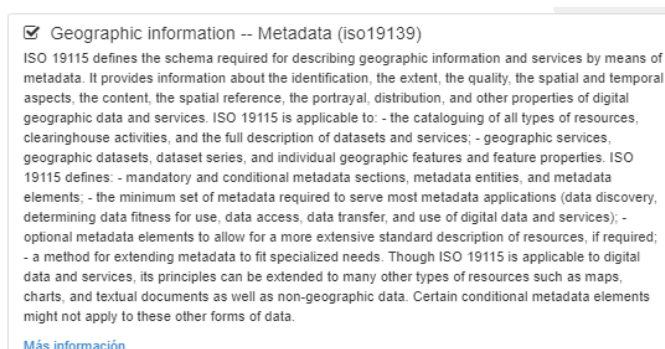 Geographic information -- Metadata (iso19139)
ISO 19115 defines the schema required for describing geographic information and services by means of
metadata. It provides information about the identification, the extent, the quality, the spatial and temporal
aspects, the content, the spatial reference, the portrayal, distribution, and other properties of digital
geographic data and services. ISO 19115 is applicable to: - the cataloguing of all types of resources,
clearinghouse activities, and the full description of datasets and services; - geographic services,
geographic datasets, dataset series, and individual geographic features and feature properties. ISO
19115 defines: - mandatory and conditional metadata sections, metadata entities, and metadata
elements; - the minimum set of metadata required to serve most metadata applications (data discovery,
determining data fitness for use, data access, data transfer, and use of digital data and services); -
optional metadata elements to allow for a more extensive standard description of resources, if required;
- a method for extending metadata to fit specialized needs. Though ISO 19115 is applicable to digital
data and services, its principles can be extended to many other types of resources such as maps,
charts, and textual documents as well as non-geographic data. Certain conditional metadata elements
might not apply to these other forms of data.
Más información